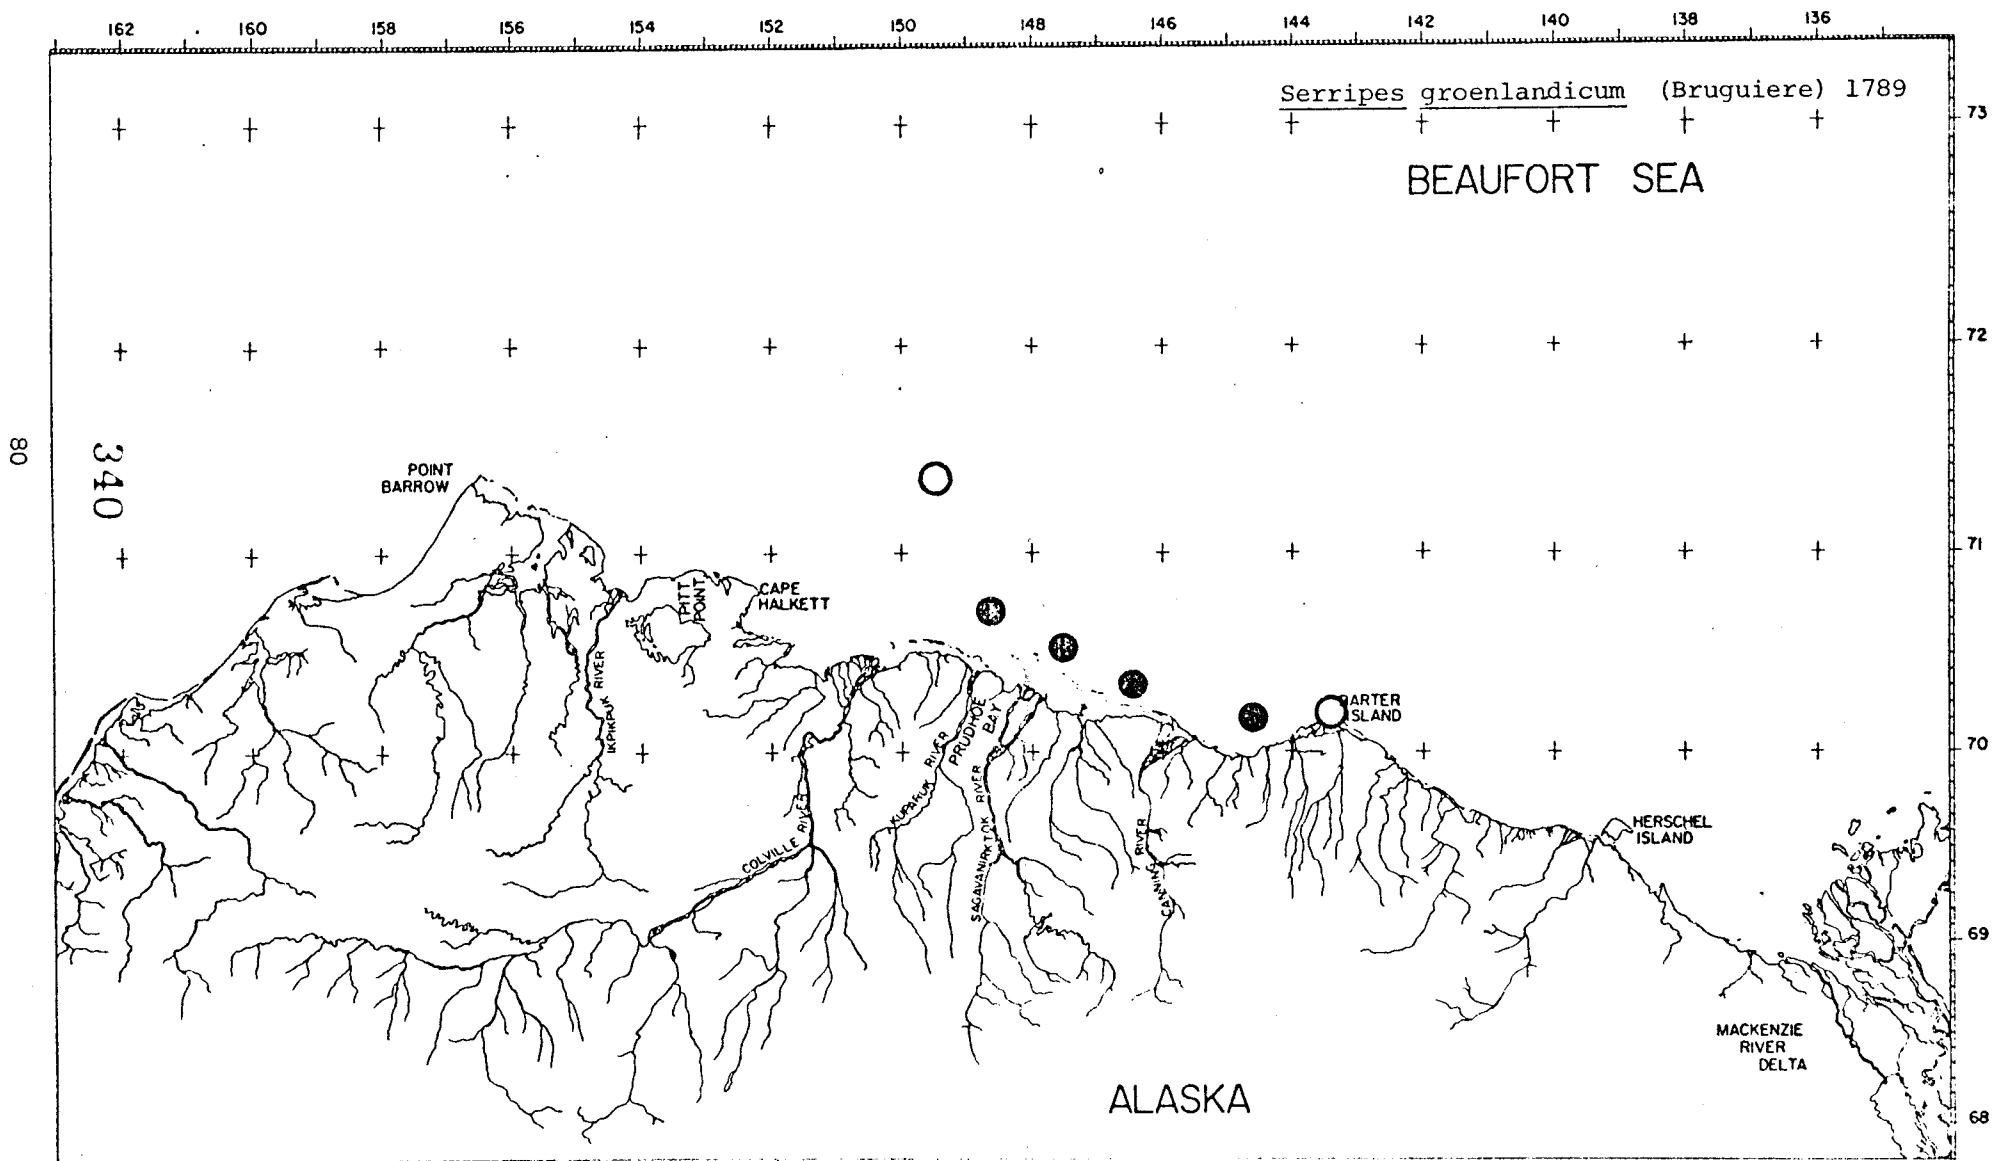 162 160 158 156 154 152 150 148 146 144 142 140 138 136
Serripes groenlandicum (Bruguiere) 1789
73
BEAUFORT SEA
72
80
340
POINT
BARROW
71
PITT
POINT
CAPE
HALKETT
IKPIKPUK RIVER
COLVILLE RIVER
KUPARUK RIVER
PRUDHOE
BAY
SAGAVANIRKTOK RIVER
CANNING RIVER
BARTER
ISLAND
70
HERSCHEL
ISLAND
69
MACKENZIE
RIVER
DELTA
ALASKA
68